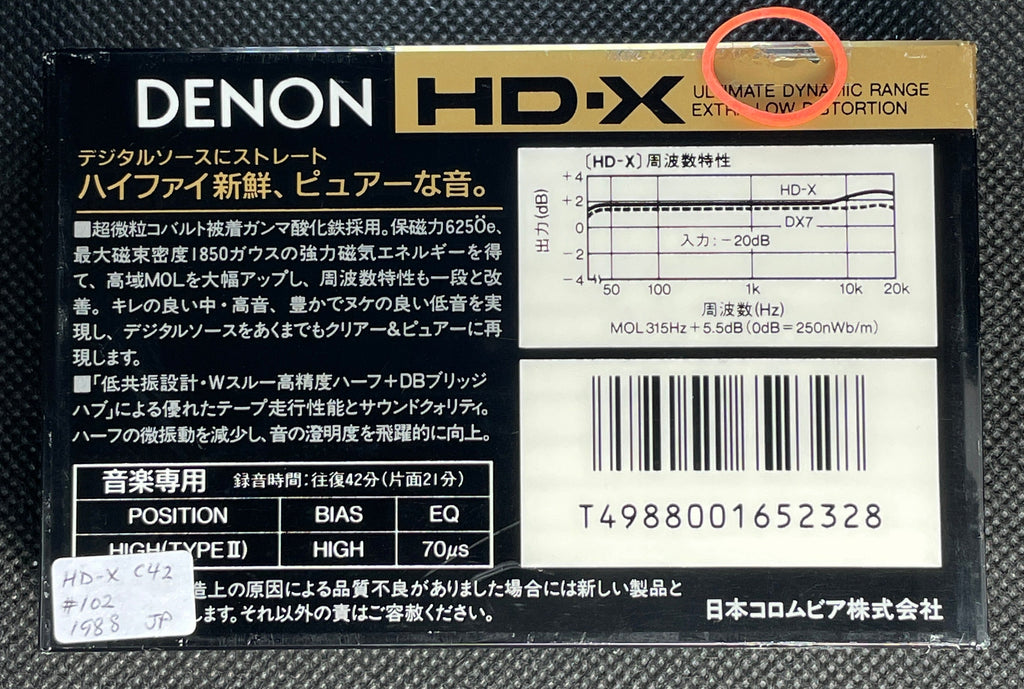 DENON HD·X ULTIMATE DYNAMIC RANGE
EXTRA LOW DISTORTION
デジタルソースにストレート
ハイファイ新鮮、ピュアーな音。
■超微粒コバルト被着ガンマ酸化鉄採用。保磁力625Öe、
最大磁束密度1850ガウスの強力磁気エネルギーを得
て、高域MOLを大幅アップし、周波数特性も一段と改
善。キレの良い中・高音、豊かでヌケの良い低音を実
現し、デジタルソースをあくまでもクリアー&ピュアーに再
現します。
■「低共振設計・Wスルー高精度ハーフ+DBブリッジ
ハブ」による優れたテープ走行性能とサウンドクォリティ。
ハーフの微振動を減少し、音の澄明度を飛躍的に向上。
音楽専用 録音時間:往復42分(片面21分)
POSITION BIAS EQ
HIGH(TYPE II) HIGH 70μs
造上の原因による品質不良がありました場合には新しい製品と
します。それ以外の責はご容赦ください。
HD-X C42
#102
1988 JP
〔HD-X〕周波数特性
出力(dB)
+4
+2
0
-2
-4
HD-X
DX7
入力:-20dB
50 100 1k 10k 20k
周波数(Hz)
MOL315Hz+5.5dB(0dB=250nWb/m)
T4988001652328
日本コロムビア株式会社